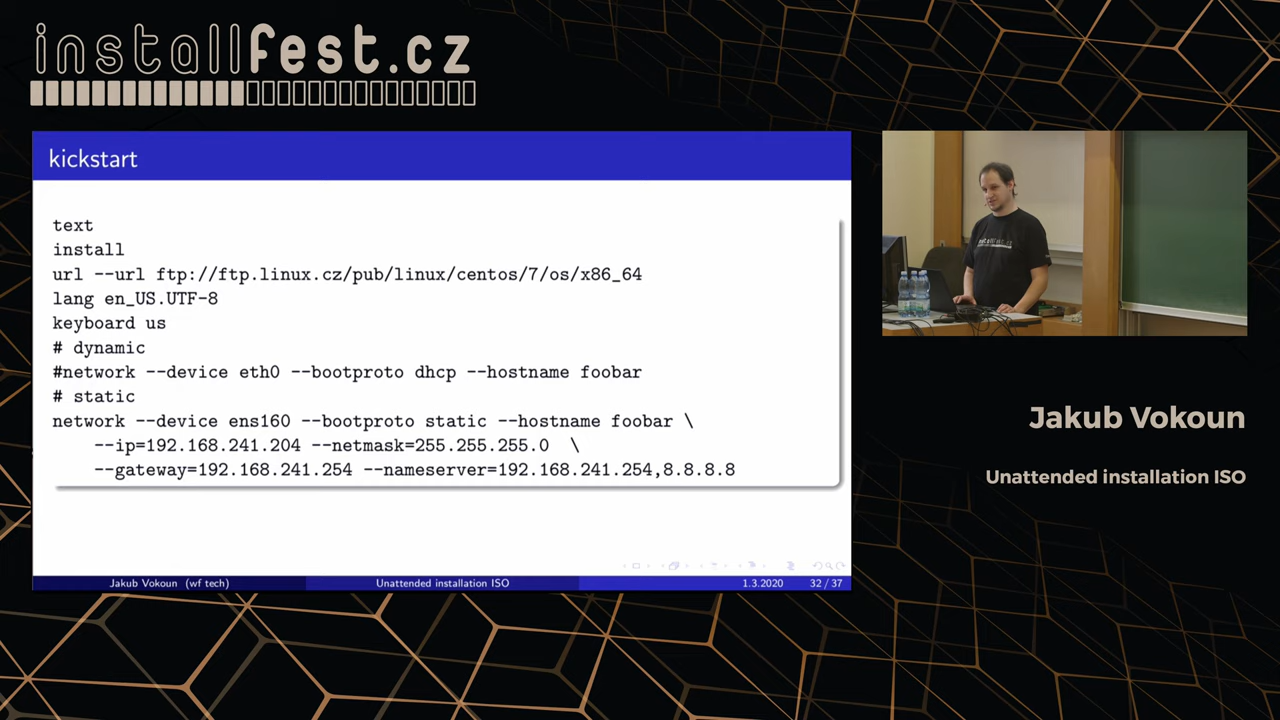 installfest.cz
kickstart
text
install
url --url ftp://ftp.linux.cz/pub/linux/centos/7/os/x86_64
lang en_US.UTF-8
keyboard us
# dynamic
#network --device eth0 --bootproto dhcp --hostname foobar
# static
network --device ens160 --bootproto static --hostname foobar \
--ip=192.168.241.204 --netmask=255.255.255.0 \
--gateway=192.168.241.254 --nameserver=192.168.241.254,8.8.8.8
Jakub Vokoun (wf tech) Unattended installation ISO 1.3.2020 32 / 37
installfest.cz
Jakub Vokoun
Unattended installation ISO